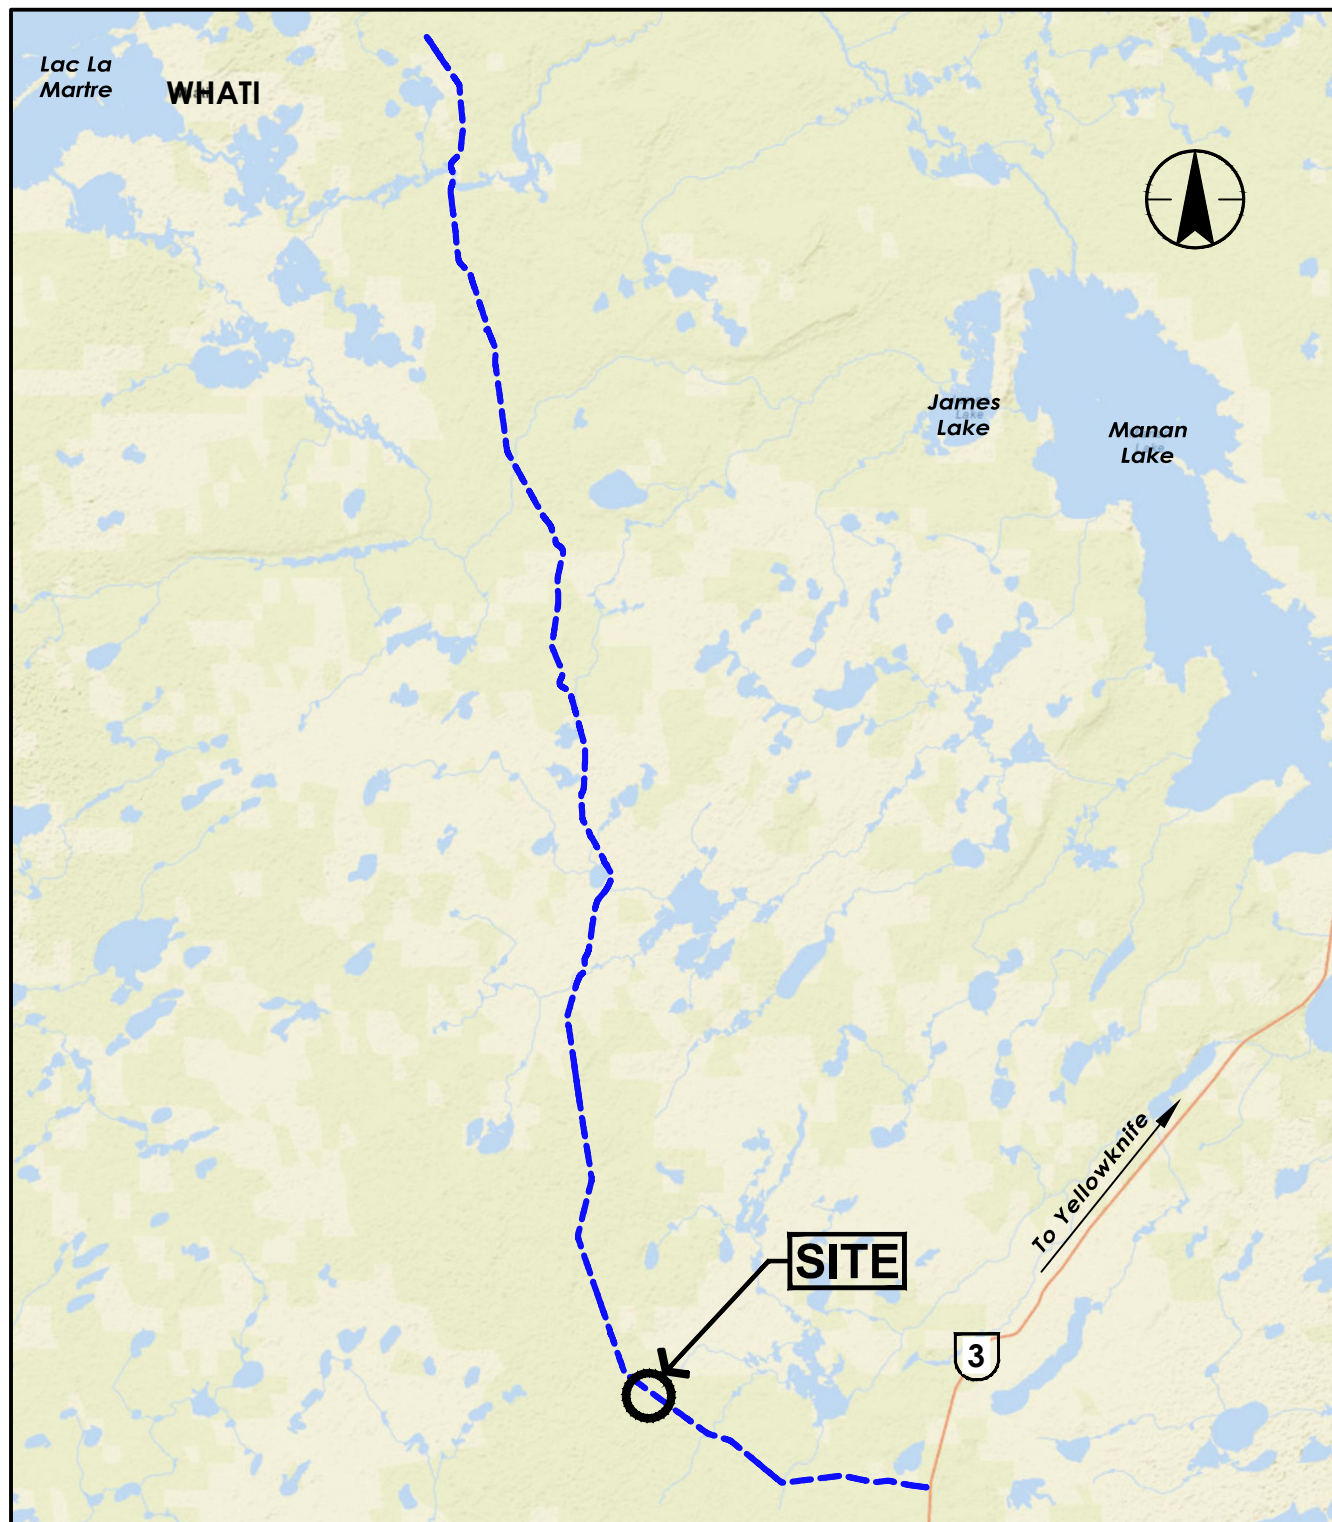 Lac La
Martre
WHATI
James
Lake
Manan
Lake
To Yellowknife
SITE
3